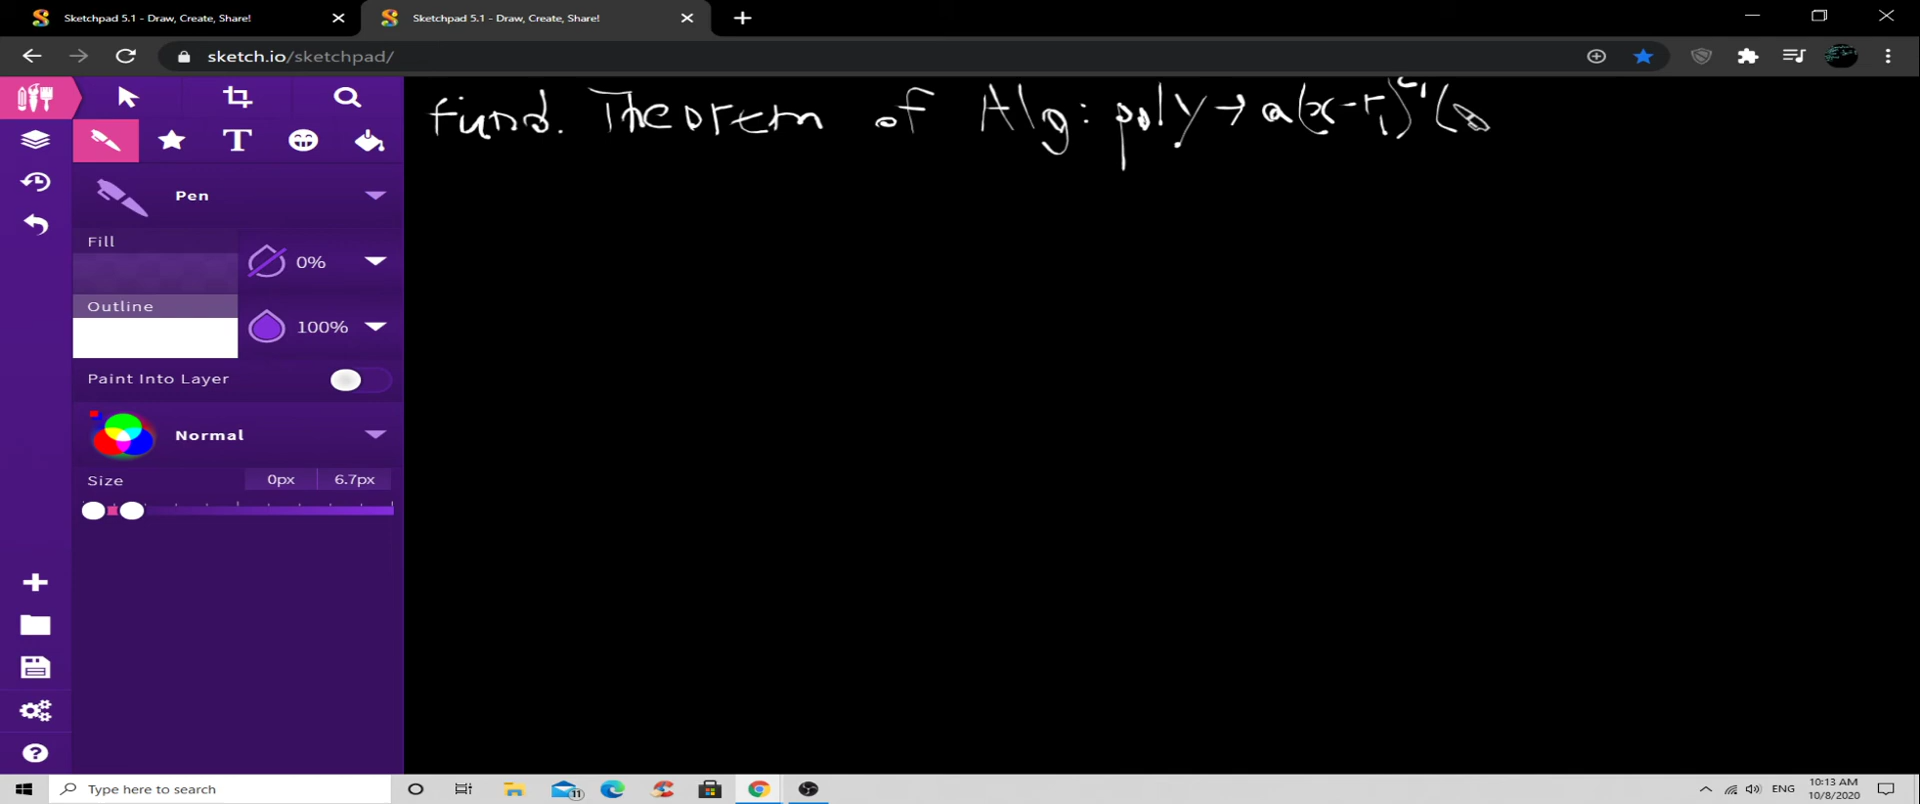 Sketchpad 5.1 - Draw, Create, Share!
Sketchpad 5.1 - Draw, Create, Share!
sketch.io/sketchpad/
fund. Theorem of Alg: poly → a(x-r₁)
T
Pen
Fill
0%
Outline
100%
Paint Into Layer
Normal
Size
0px
6.7px
?
Type here to search
11
ENG
10:13 AM
10/8/2020